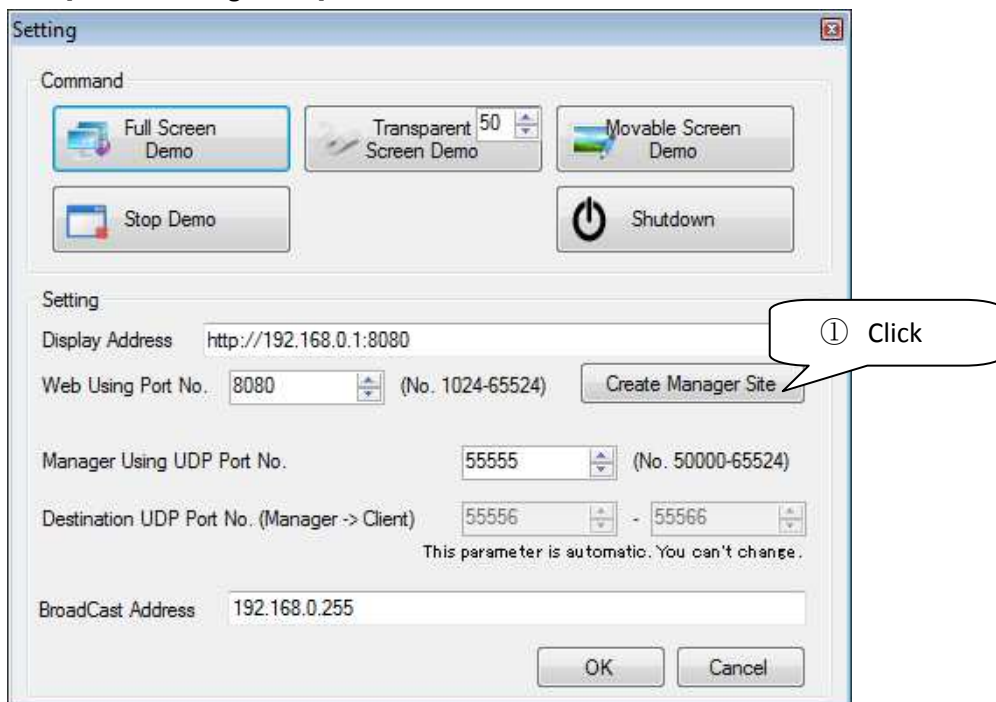 Setting
Command
Full Screen
Demo
Transparent 50
Screen Demo
Movable Screen
Demo
Stop Demo
Shutdown
Setting
Display Address http://192.168.0.1:8080
① Click
Web Using Port No. 8080 (No. 1024-65524) Create Manager Site
Manager Using UDP Port No. 55555 (No. 50000-65524)
Destination UDP Port No. (Manager -> Client) 55556 - 55566
This parameter is automatic. You can't change.
BroadCast Address 192.168.0.255
OK Cancel